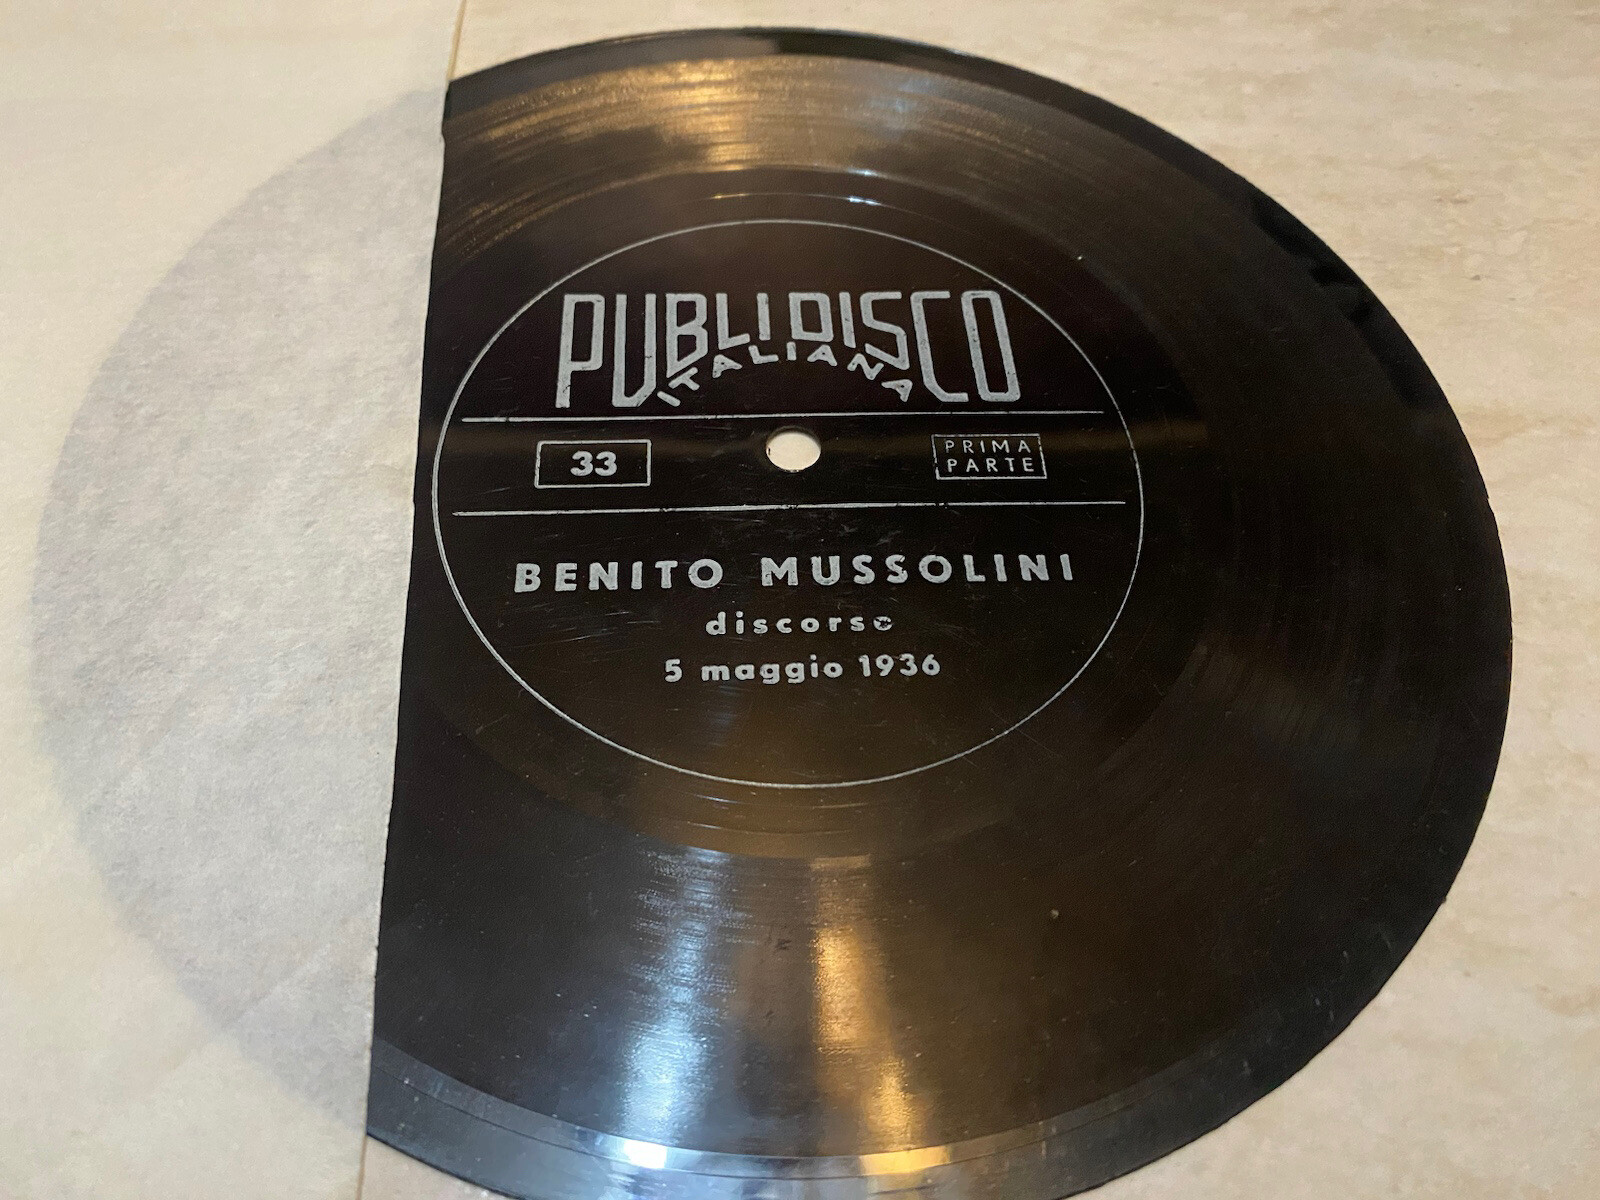 PUBLIDISCO
ITALIANA
33
PRIMA
PARTE
BENITO MUSSOLINI
discorso
5 maggio 1936